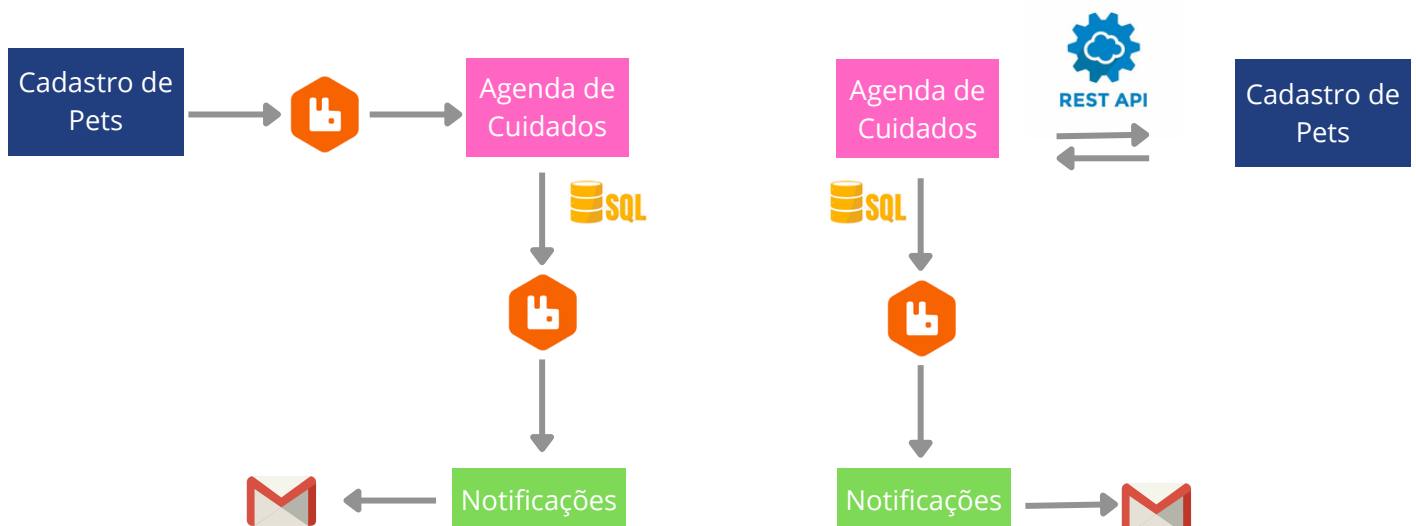 Cadastro de
Pets
Agenda de
Cuidados
SQL
Notificações
Agenda de
Cuidados
REST API
Cadastro de
Pets
SQL
Notificações